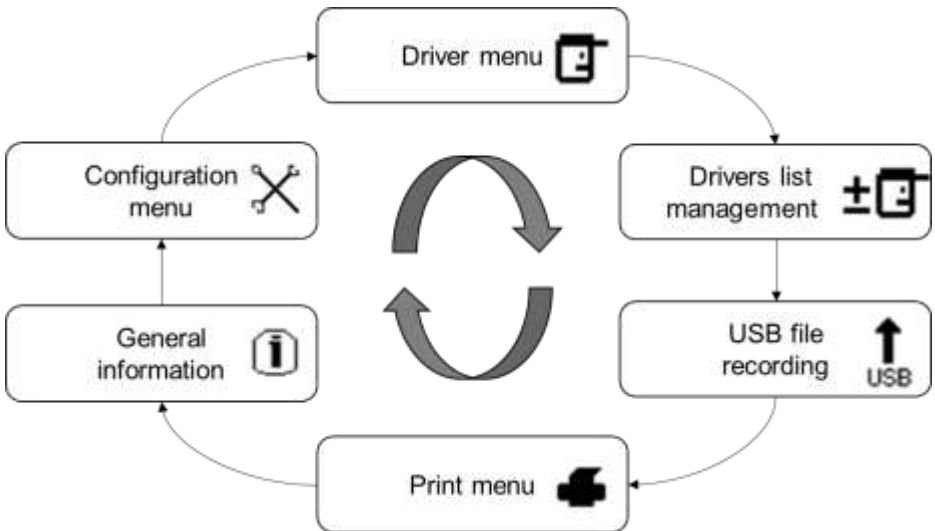 Driver menu
Configuration
menu
Drivers list
management
General
information
USB file
recording
USB
Print menu